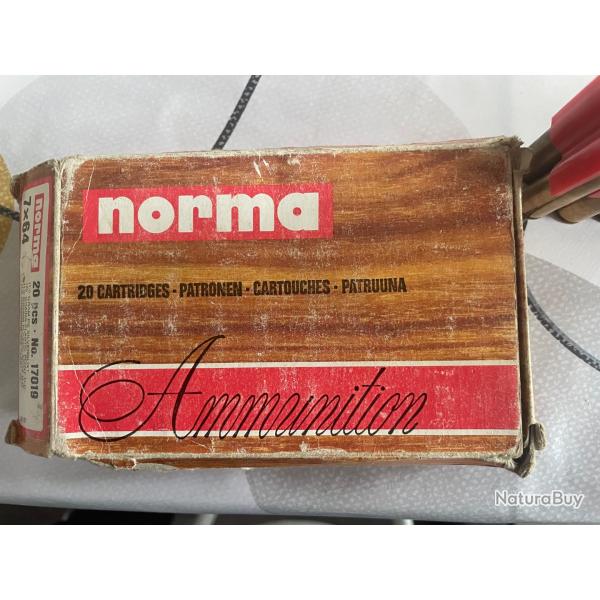 norma
20 CARTRIDGES - PATRONEN - CARTOUCHES - PATRUUNA
Ammunition
norma
7x64
20 pcs · No. 17019
NaturaBuy